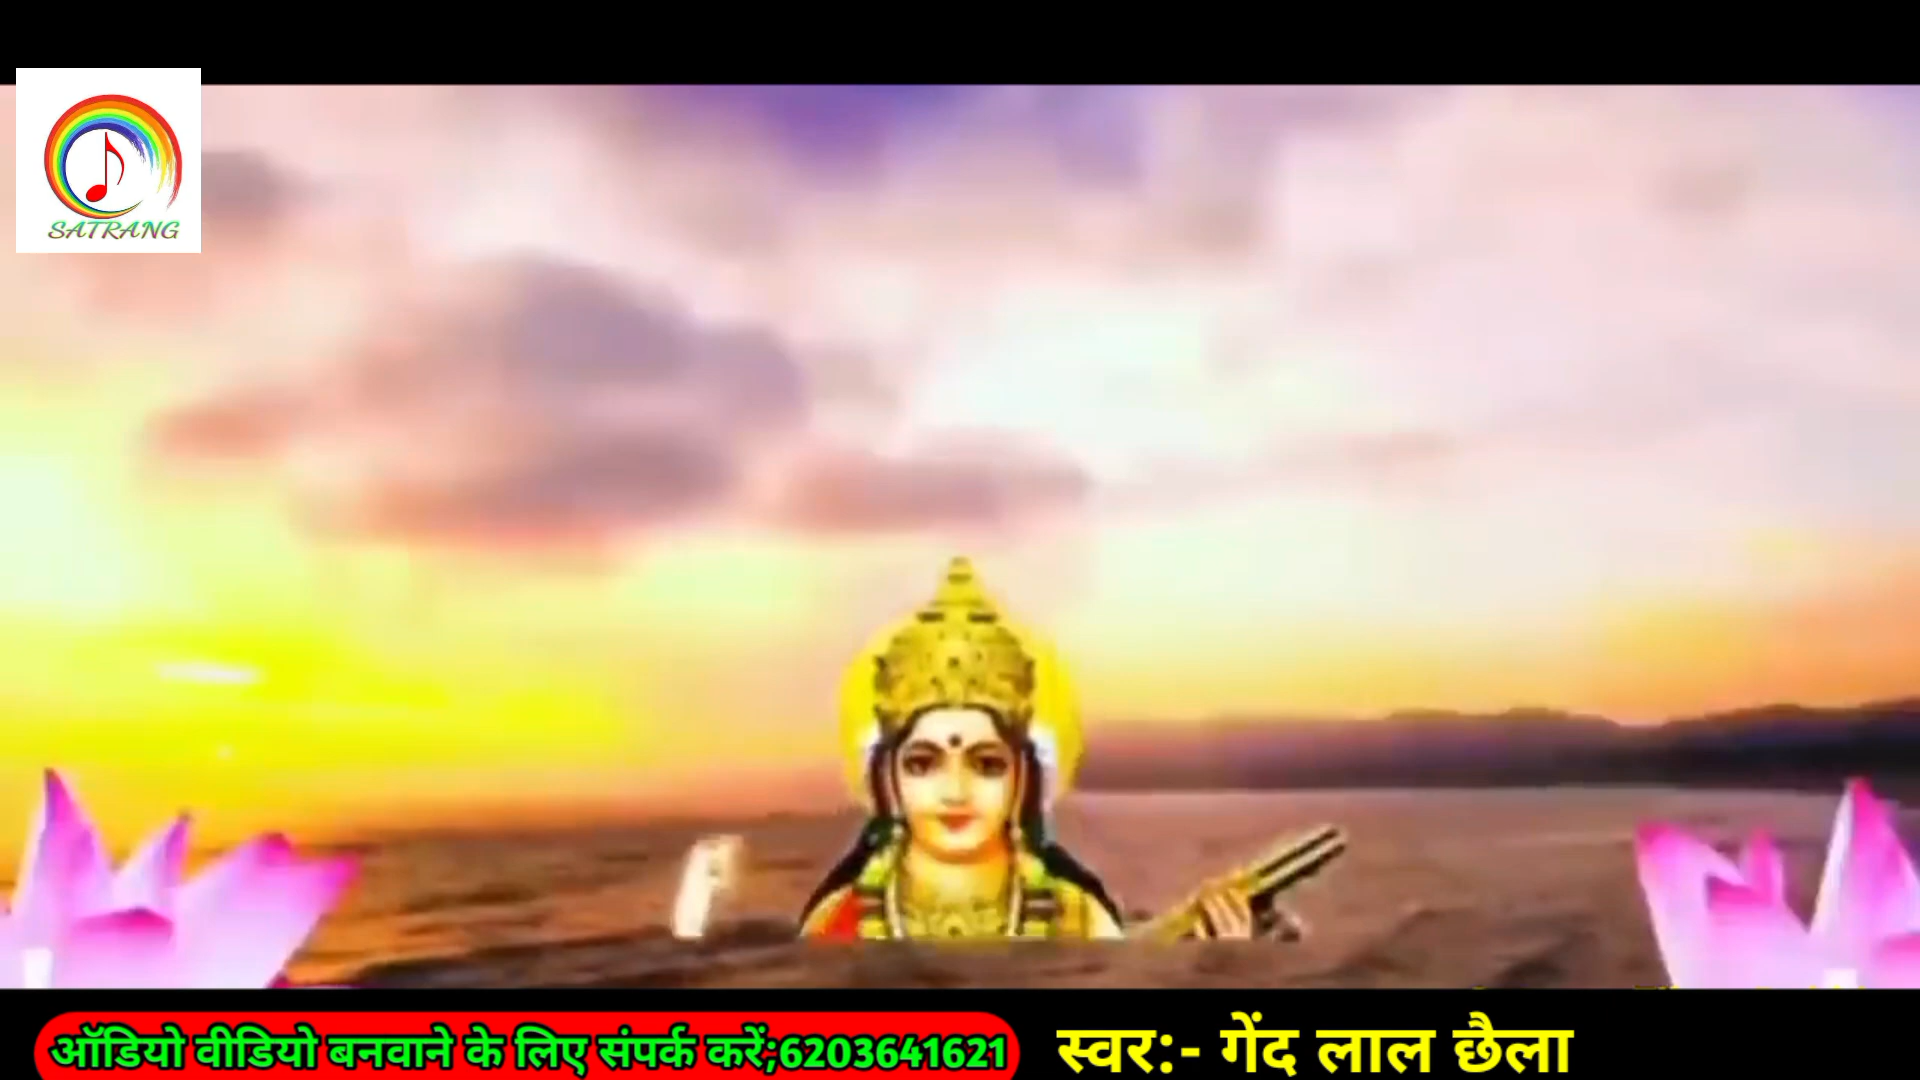 SATRANG
ऑडियो वीडियो बनवाने के लिए संपर्क करें;6203641621
स्वर:- गेंद लाल छैला